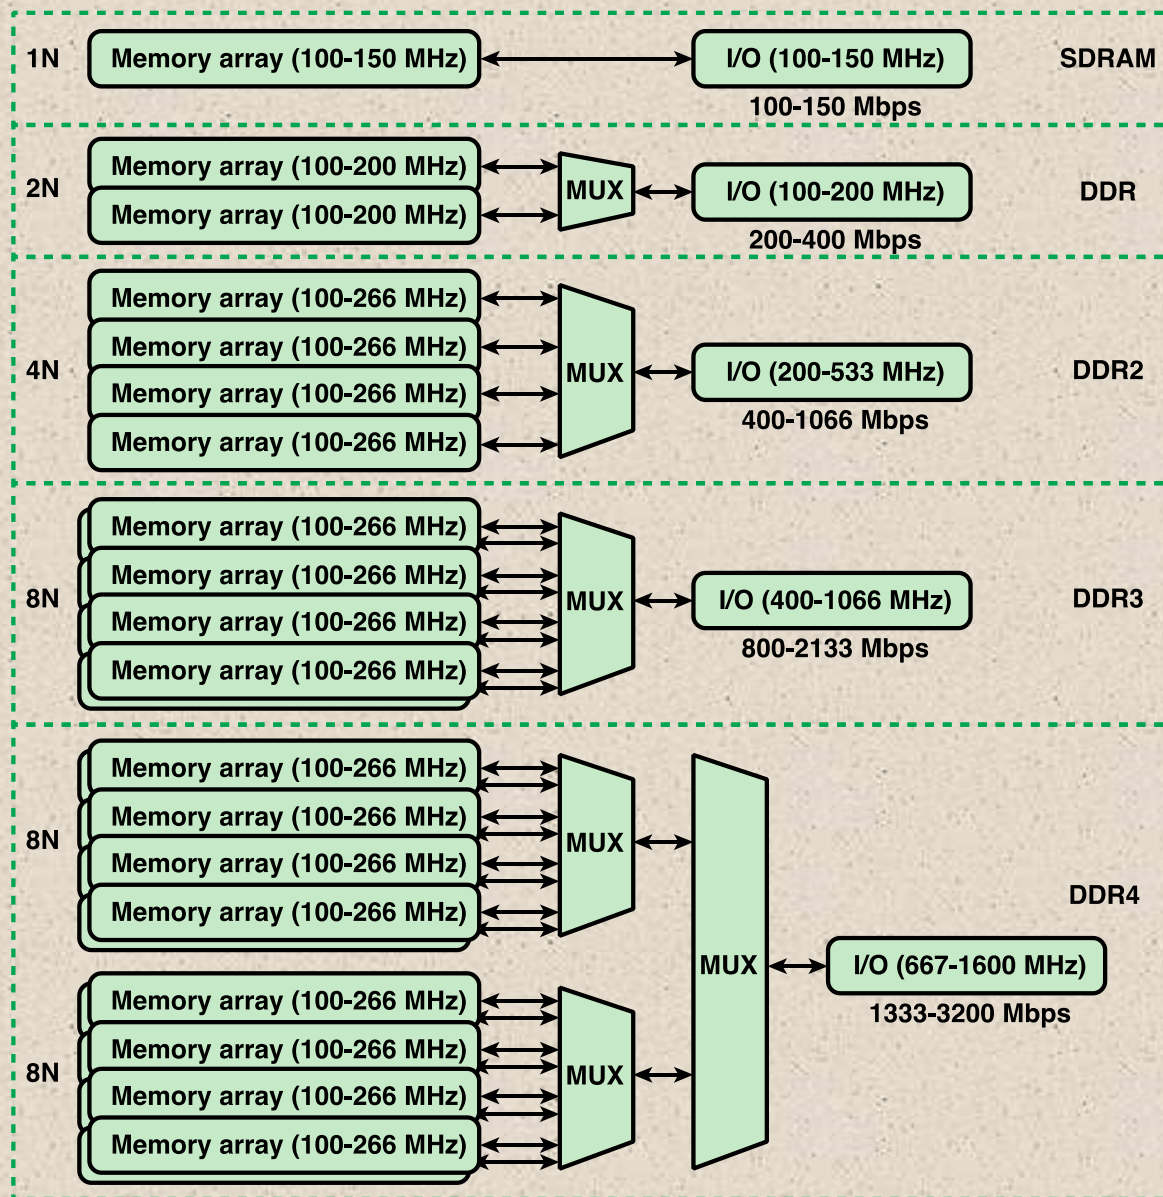 1N
Memory array (100-150 MHz)
I/O (100-150 MHz)
SDRAM
100-150 Mbps
2N
Memory array (100-200 MHz)
Memory array (100-200 MHz)
MUX
I/O (100-200 MHz)
DDR
200-400 Mbps
4N
Memory array (100-266 MHz)
Memory array (100-266 MHz)
Memory array (100-266 MHz)
Memory array (100-266 MHz)
MUX
I/O (200-533 MHz)
DDR2
400-1066 Mbps
8N
Memory array (100-266 MHz)
Memory array (100-266 MHz)
Memory array (100-266 MHz)
Memory array (100-266 MHz)
MUX
I/O (400-1066 MHz)
DDR3
800-2133 Mbps
8N
Memory array (100-266 MHz)
Memory array (100-266 MHz)
Memory array (100-266 MHz)
Memory array (100-266 MHz)
MUX
DDR4
MUX
I/O (667-1600 MHz)
1333-3200 Mbps
8N
Memory array (100-266 MHz)
Memory array (100-266 MHz)
Memory array (100-266 MHz)
Memory array (100-266 MHz)
MUX